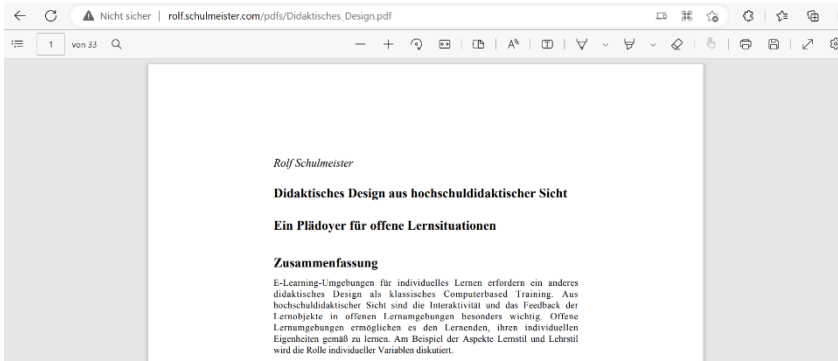 Nicht sicher | rolf.schulmeister.com/pdfs/Didaktisches_Design.pdf
1 von 33
Rolf Schulmeister
Didaktisches Design aus hochschuldidaktischer Sicht
Ein Plädoyer für offene Lernsituationen
Zusammenfassung
E-Learning-Umgebungen für individuelles Lernen erfordern ein anderes
didaktisches Design als klassisches Computerbased Training. Aus
hochschuldidaktischer Sicht sind die Interaktivität und das Feedback der
Lernobjekte in offenen Lernumgebungen besonders wichtig. Offene
Lernumgebungen ermöglichen es den Lernenden, ihren individuellen
Eigenheiten gemäß zu lernen. Am Beispiel der Aspekte Lernstil und Lehrstil
wird die Rolle individueller Variablen diskutiert.